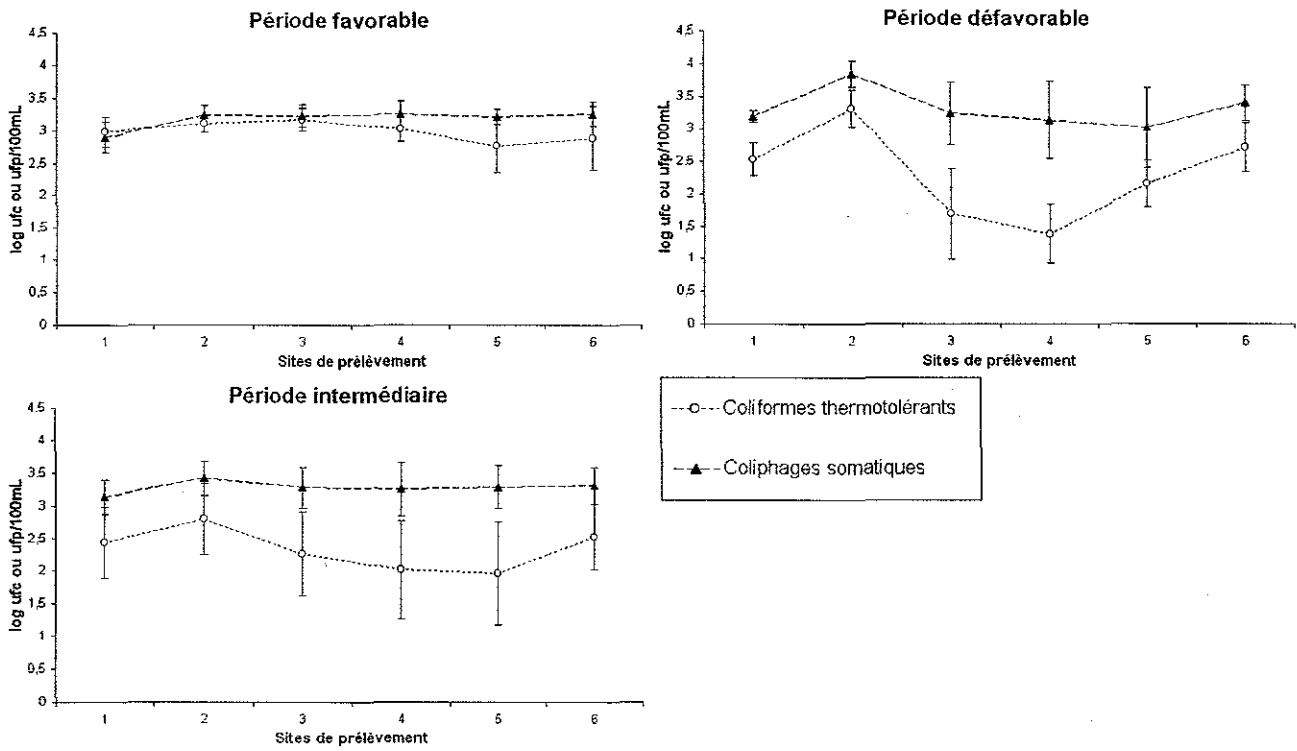 Période favorable
4,5
4
3,5
3
2,5
2
1,5
1
0,5
0
log ufc ou ufp/100mL
1 2 3 4 5 6
Sites de prélèvement
Période défavorable
4,5
4
3,5
3
2,5
2
1,5
1
0,5
0
log ufc ou ufp/100mL
1 2 3 4 5 6
Sites de prélèvement
Période intermédiaire
4,5
4
3,5
3
2,5
2
1,5
1
0,5
0
log ufc ou ufp/100mL
1 2 3 4 5 6
Sites de prélèvement
Coliformes thermotolérants
Coliphages somatiques